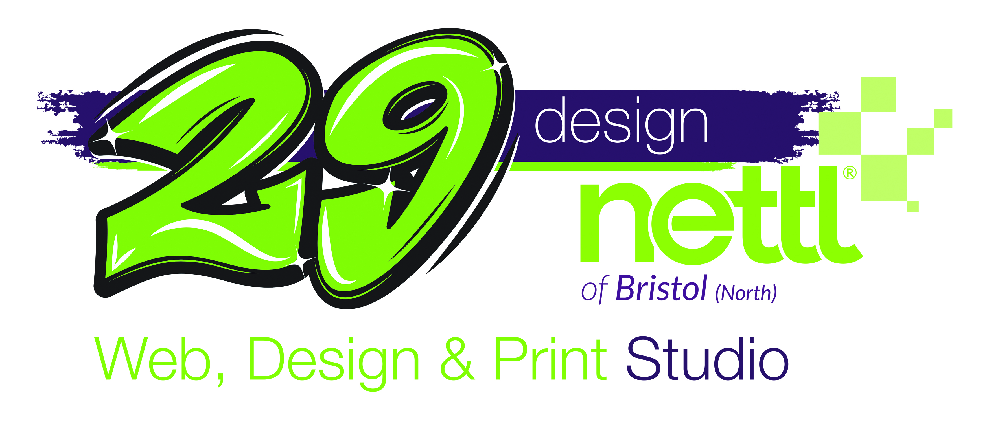 29 design
nettl®
of Bristol (North)
Web, Design & Print Studio